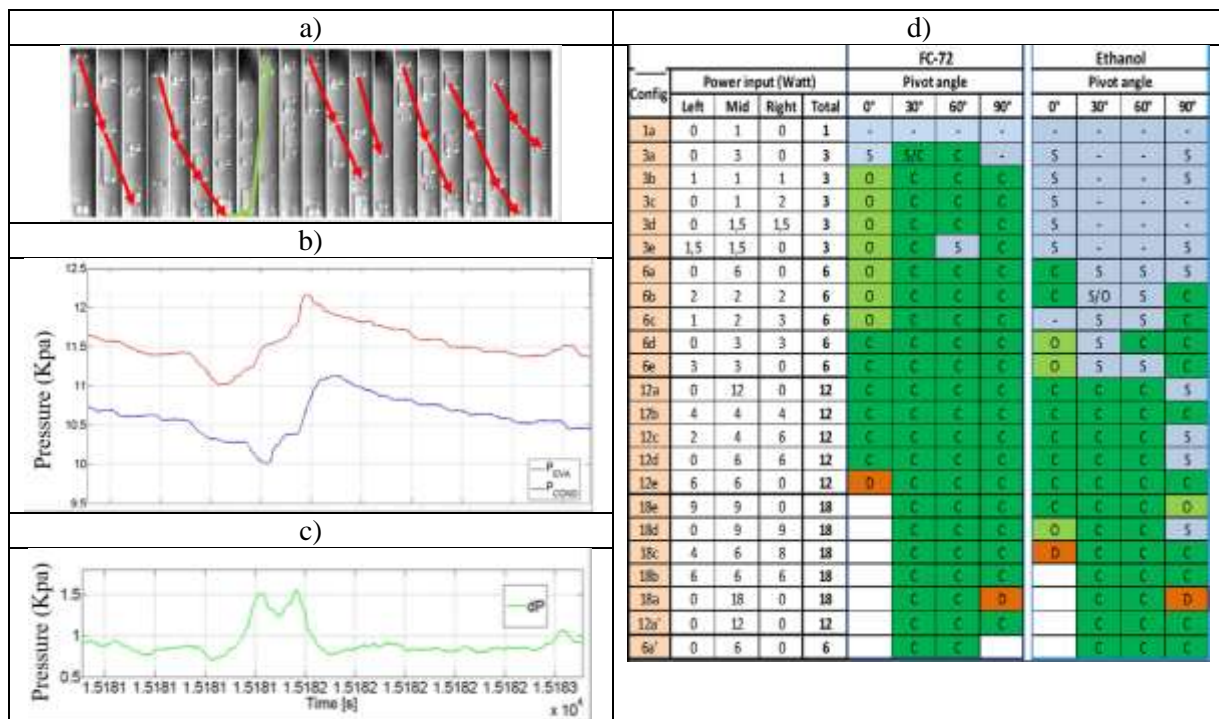 a)
b)
12.5
12
11.5
11
10.5
10
9.5
Pressure (Kpa)
P EVA
P COND
c)
1.5
1
0.5
Pressure (Kpa)
dP
1.5181 1.5181 1.5181 1.5181 1.5182 1.5182 1.5182 1.5182 1.5182 1.5183
Time [s]
x 10⁴
d)
FC-72 Ethanol
Config Power input (Watt) Pivot angle Pivot angle
Left Mid Right Total 0° 30° 60° 90° 0° 30° 60° 90°
1a 0 1 0 1 - - - - - - - -
3a 0 3 0 3 S S/C C - S - - S
3b 1 1 1 3 O C C C S - - S
3c 0 1 2 3 O C C C S - - -
3d 0 1,5 1,5 3 O C C C S - - -
3e 1,5 1,5 0 3 O C S C S - - S
6a 0 6 0 6 O C C C C S S S
6b 2 2 2 6 O C C C C S/O S C
6c 1 2 3 6 O C C C - S S C
6d 0 3 3 6 C C C C O S C C
6e 3 3 0 6 C C C C O S S C
12a 0 12 0 12 C C C C C C C S
12b 4 4 4 12 C C C C C C C C
12c 2 4 6 12 C C C C C C C S
12d 0 6 6 12 C C C C C C C S
12e 6 6 0 12 D C C C C C C C
18e 9 9 0 18 C C C C C C O
18d 0 9 9 18 C C C O C C S
18c 4 6 8 18 C C C D C C C
18b 6 6 6 18 C C C C C C
18a 0 18 0 18 C C D C C D
12a' 0 12 0 12 C C C C C C
6a' 0 6 0 6 C C C C C